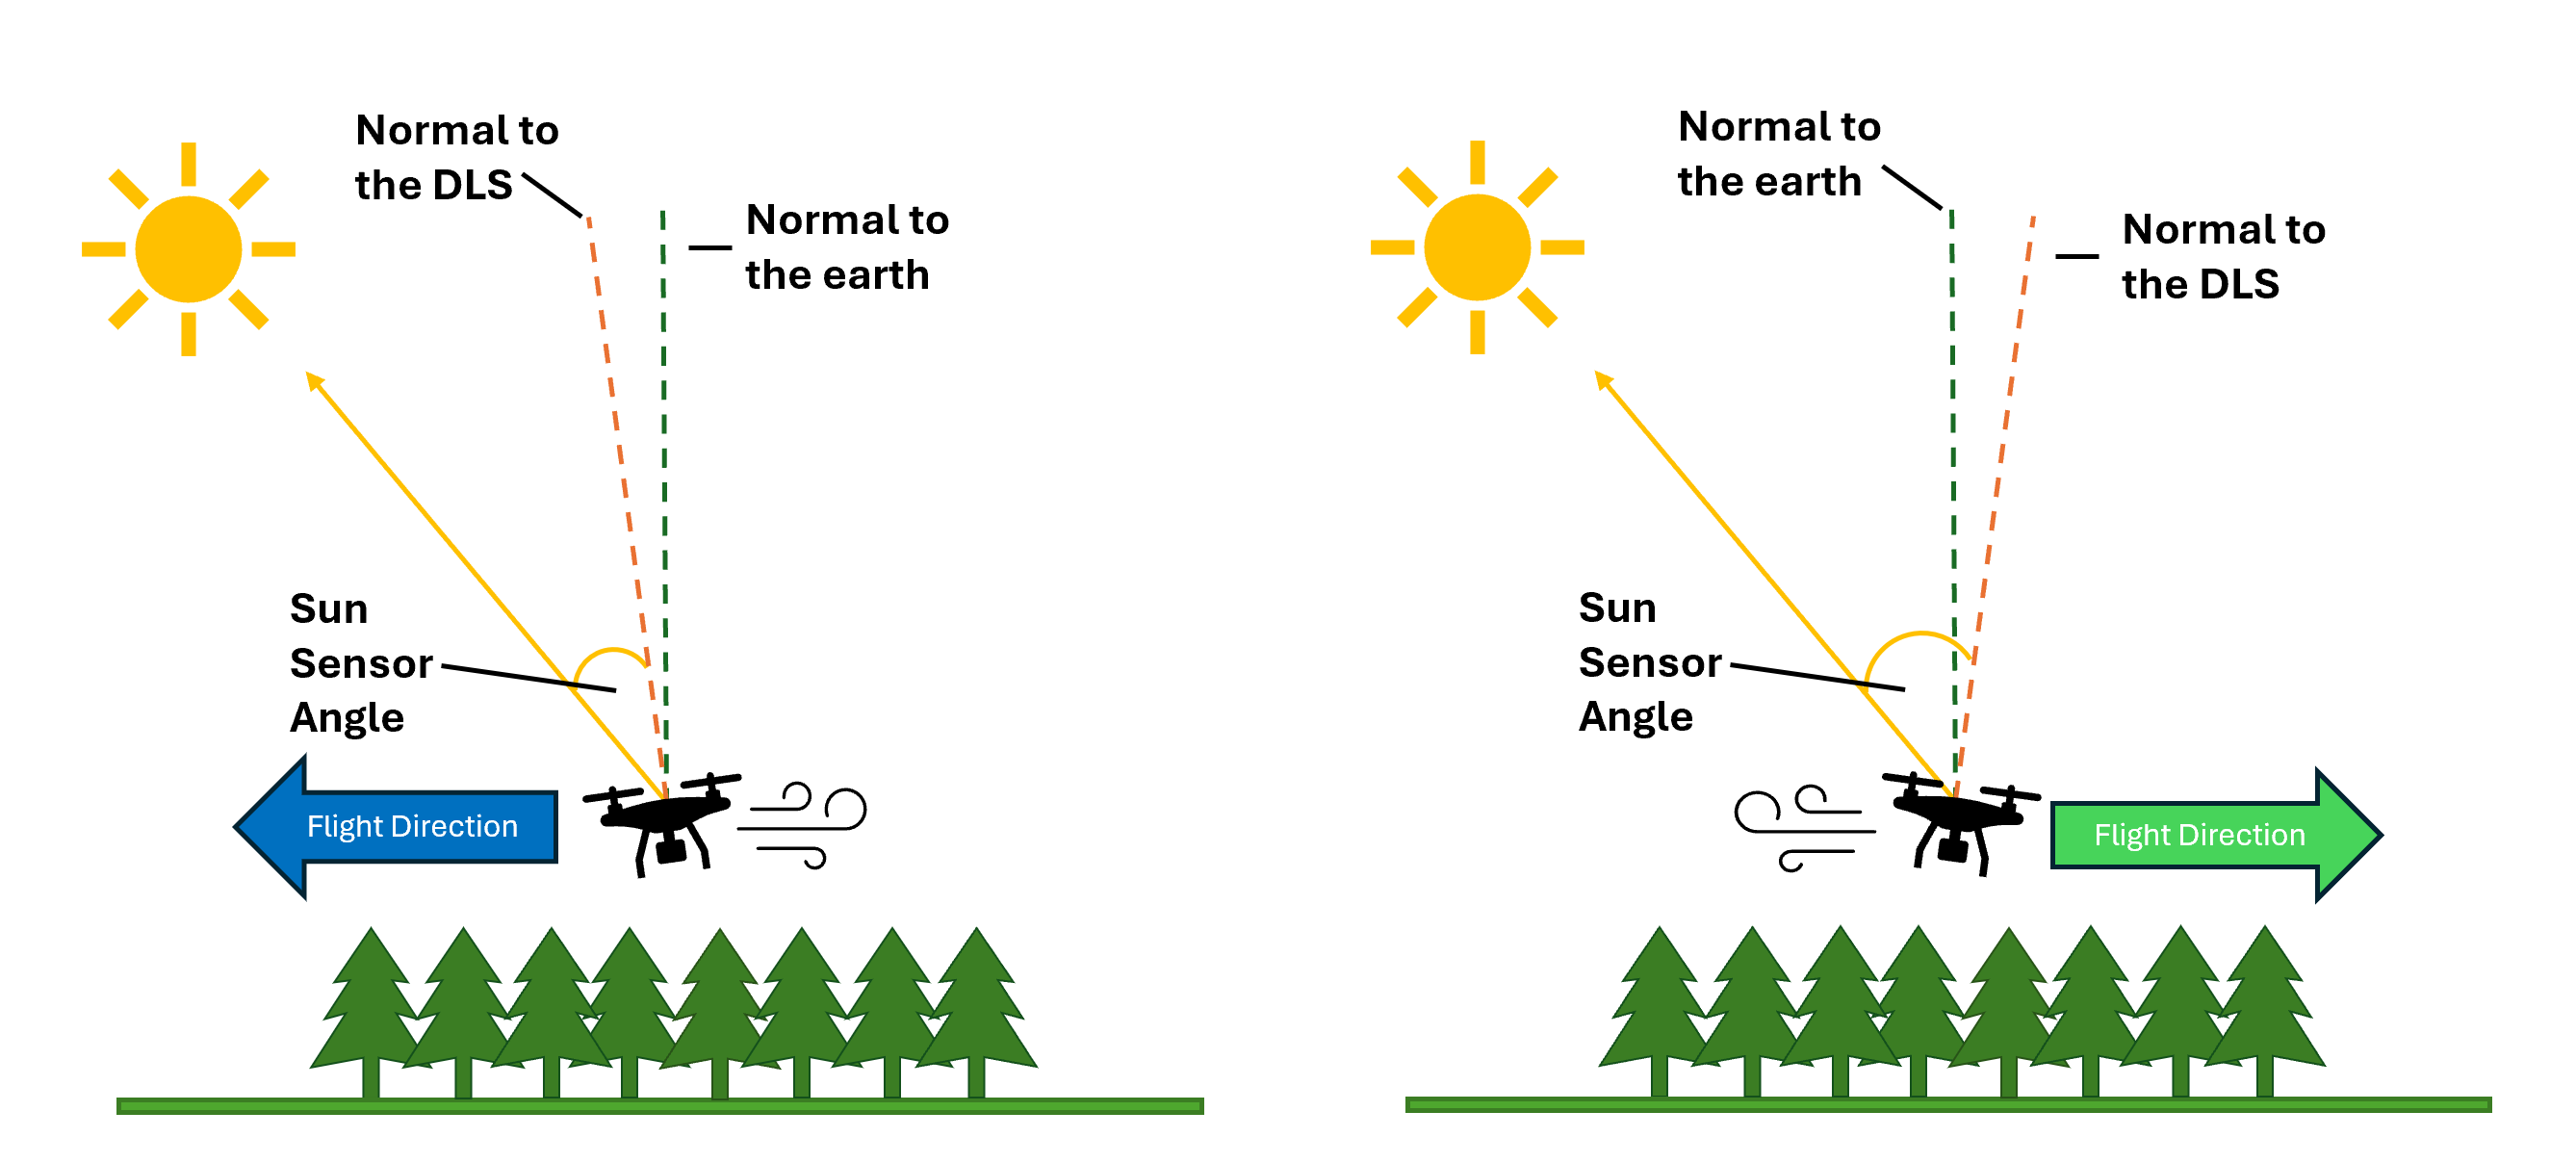 Normal to
the DLS
Normal to
the earth
Sun
Sensor
Angle
Flight Direction
Normal to
the earth
Normal to
the DLS
Sun
Sensor
Angle
Flight Direction